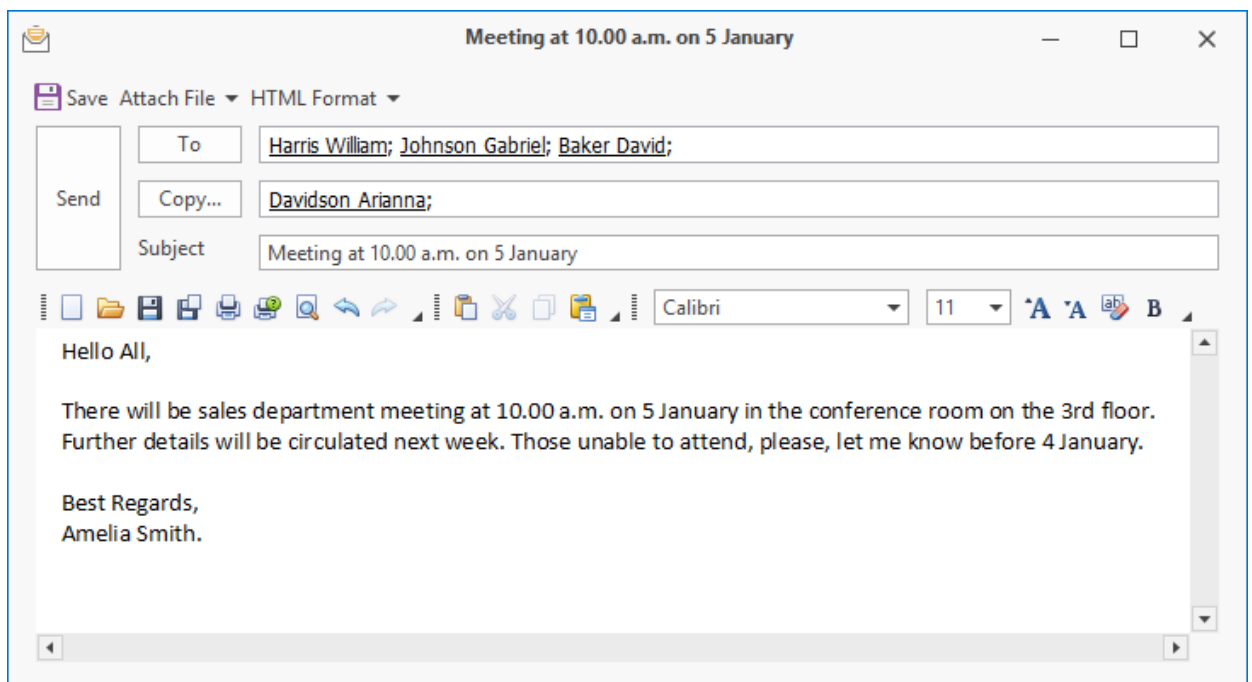 Meeting at 10.00 a.m. on 5 January
Save Attach File HTML Format
To Harris William; Johnson Gabriel; Baker David;
Send Copy... Davidson Arianna;
Subject Meeting at 10.00 a.m. on 5 January
Calibri 11 A A ab B
Hello All,
There will be sales department meeting at 10.00 a.m. on 5 January in the conference room on the 3rd floor.
Further details will be circulated next week. Those unable to attend, please, let me know before 4 January.
Best Regards,
Amelia Smith.